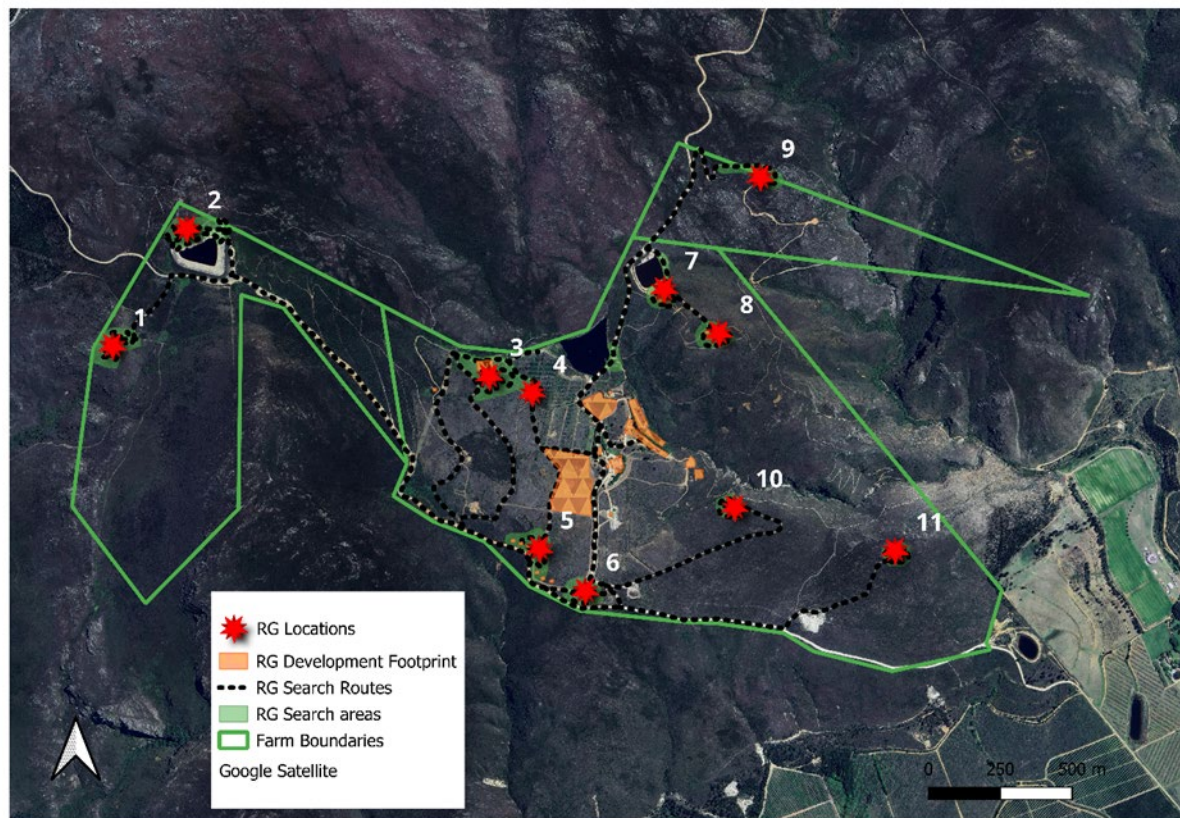 9
2
7
1
8
3
4
10
5
11
6
RG Locations
RG Development Footprint
RG Search Routes
RG Search areas
Farm Boundaries
Google Satellite
0 250 500 m